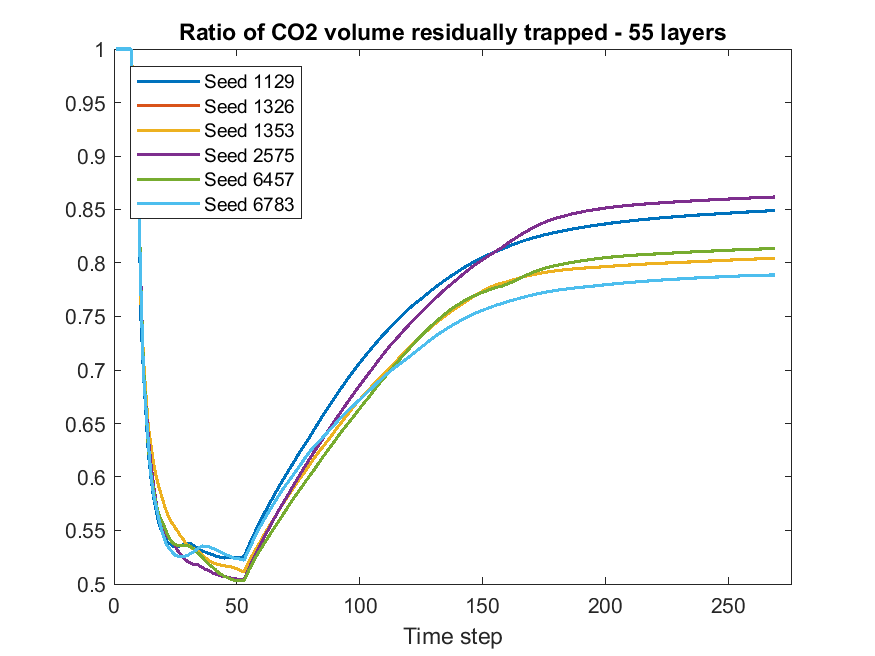 Ratio of CO2 volume residually trapped - 55 layers
1
0.95
0.9
0.85
0.8
0.75
0.7
0.65
0.6
0.55
0.5
Seed 1129
Seed 1326
Seed 1353
Seed 2575
Seed 6457
Seed 6783
0 50 100 150 200 250
Time step